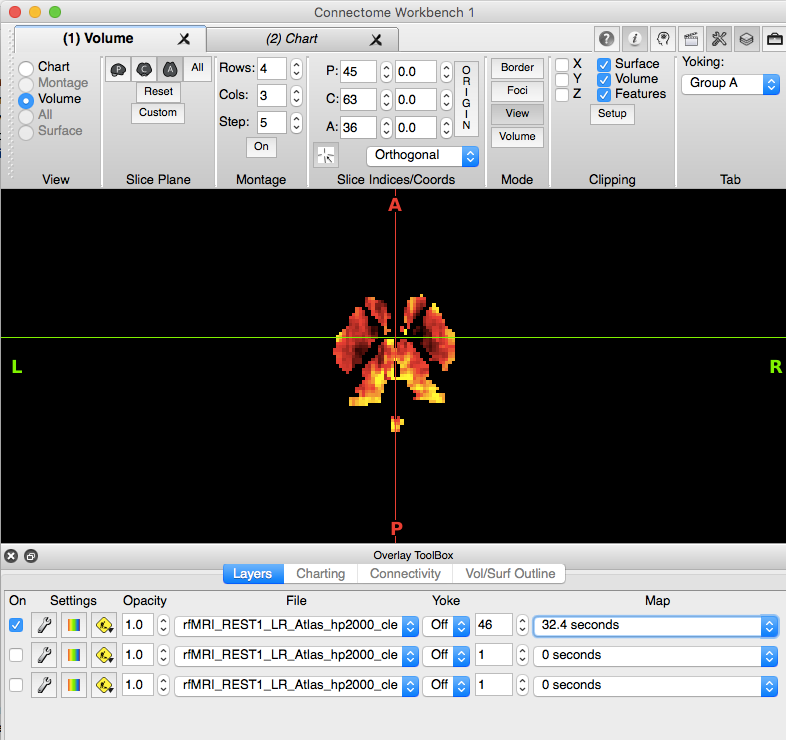 Connectome Workbench 1
(1) Volume
(2) Chart
Chart
Montage
Volume
All
Surface
View
P C A All
Reset
Custom
Slice Plane
Rows: 4
Cols: 3
Step: 5
On
Montage
P: 45 0.0
C: 63 0.0
A: 36 0.0
ORIGIN
Orthogonal
Slice Indices/Coords
Border
Foci
View
Volume
Mode
X Surface
Y Volume
Z Features
Setup
Clipping
Yoking:
Group A
Tab
A
L
R
P
Overlay ToolBox
Layers Charting Connectivity Vol/Surf Outline
On Settings Opacity File Yoke Map
1.0 rfMRI_REST1_LR_Atlas_hp2000_cle Off 46 32.4 seconds
1.0 rfMRI_REST1_LR_Atlas_hp2000_cle Off 1 0 seconds
1.0 rfMRI_REST1_LR_Atlas_hp2000_cle Off 1 0 seconds